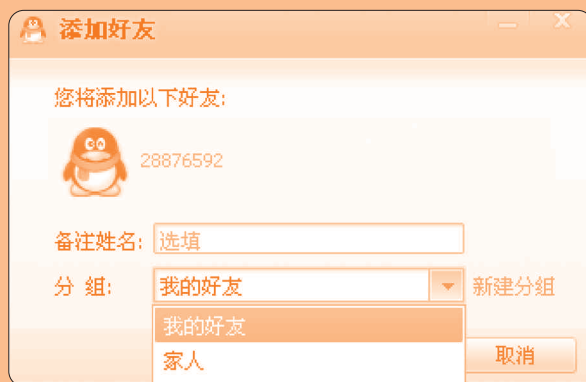 添加好友
您将添加以下好友:
28876592
备注姓名: 选填
分 组: 我的好友 新建分组
我的好友
家人
取消